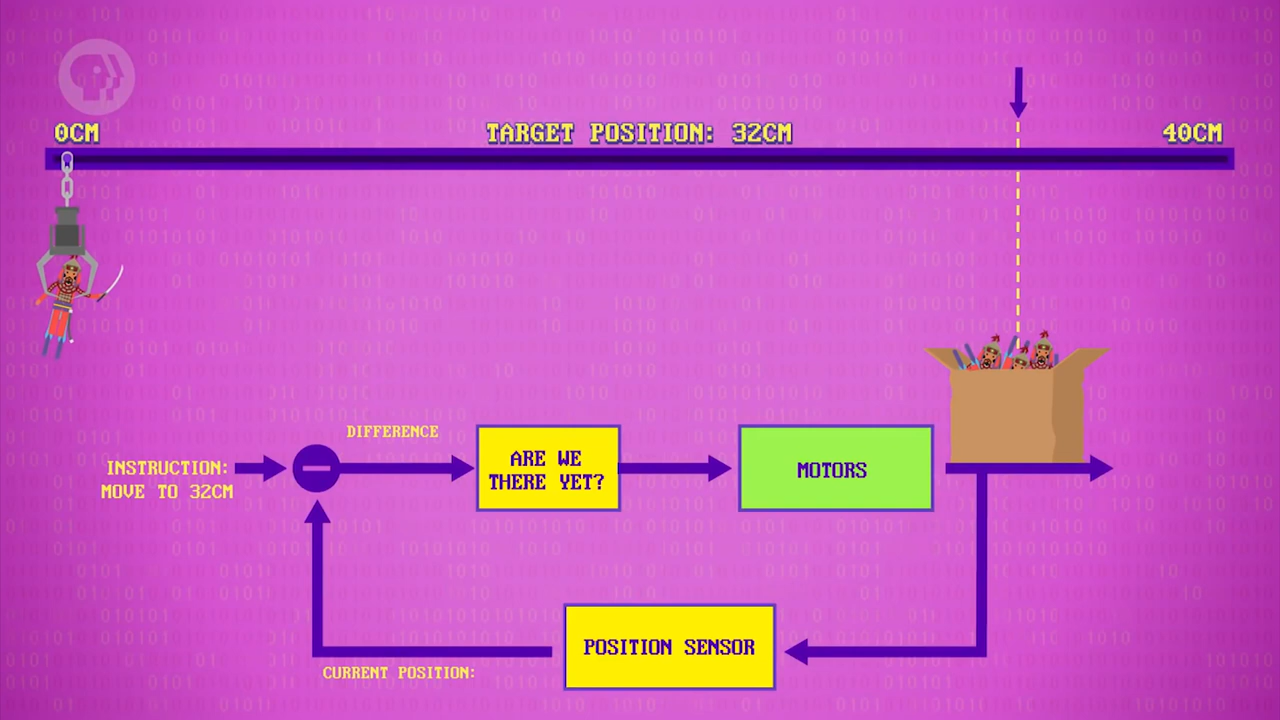 0CM
TARGET POSITION: 32CM
40CM
DIFFERENCE
INSTRUCTION:
MOVE TO 32CM
ARE WE
THERE YET?
MOTORS
POSITION SENSOR
CURRENT POSITION: